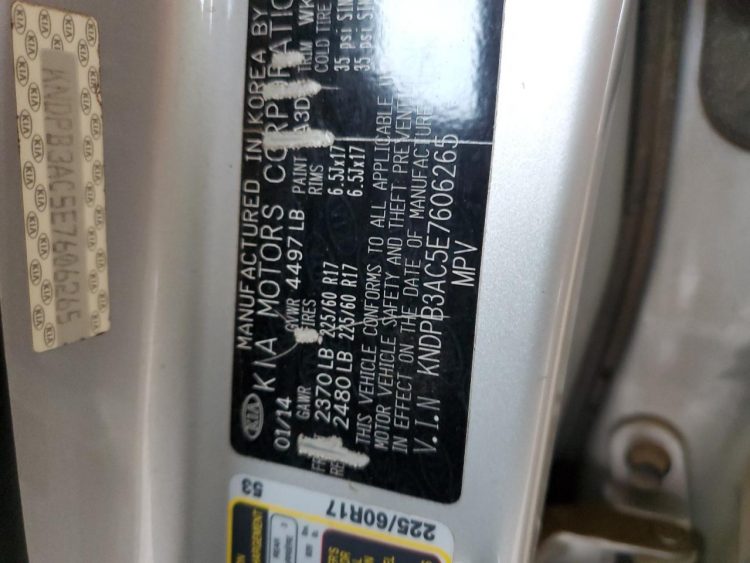 KNDPB3AC5E7606265
MANUFACTURED IN KOREA BY
KIA KIA MOTORS
01/14 GVWR 4497 LB PAINT A3D TRIM
GAWR RIMS COLD TIRE
2370 LB 225/60 R17 6.5Jx17 35 psi
2480 LB 225/60 R17 6.5Jx17 35 psi
THIS VEHICLE CONFORMS TO ALL APPLICABLE
MOTOR VEHICLE SAFETY AND THEFT
IN EFFECT ON THE DATE OF MANUFACTURE
V.I.N KNDPB3AC5E7606265
MPV
225/60R17
53